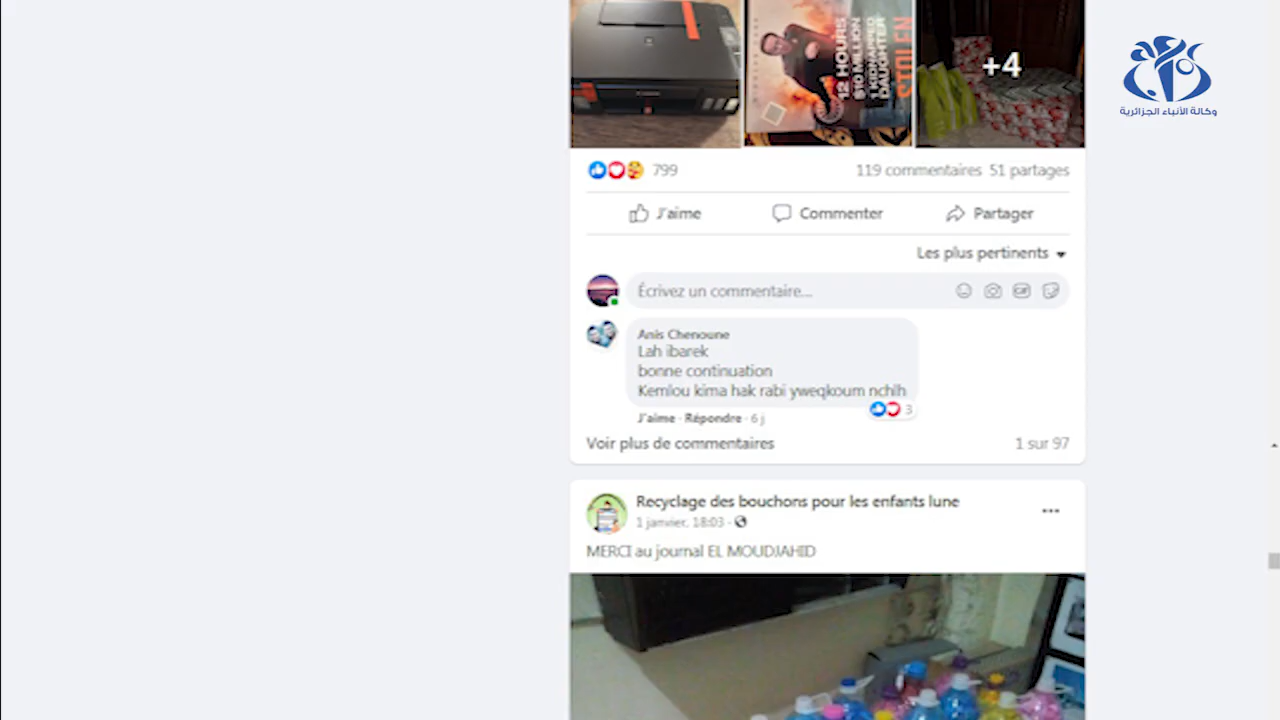 12 HOURS
$10 MILLION
1 KIDNAPPED
DAUGHTER
STOLEN
+4
وكالة الأنباء الجزائرية
799
119 commentaires 51 partages
J'aime Commenter Partager
Les plus pertinents
Écrivez un commentaire...
GIF
Anis Chenoune
Lah ibarek
bonne continuation
Kemlou kima hak rabi yweqkoum nchlh
3
J'aime · Répondre · 6 j
Voir plus de commentaires 1 sur 97
Recyclage des bouchons pour les enfants lune
1 janvier, 18:03 ·
MERCI au journal EL MOUDJAHID